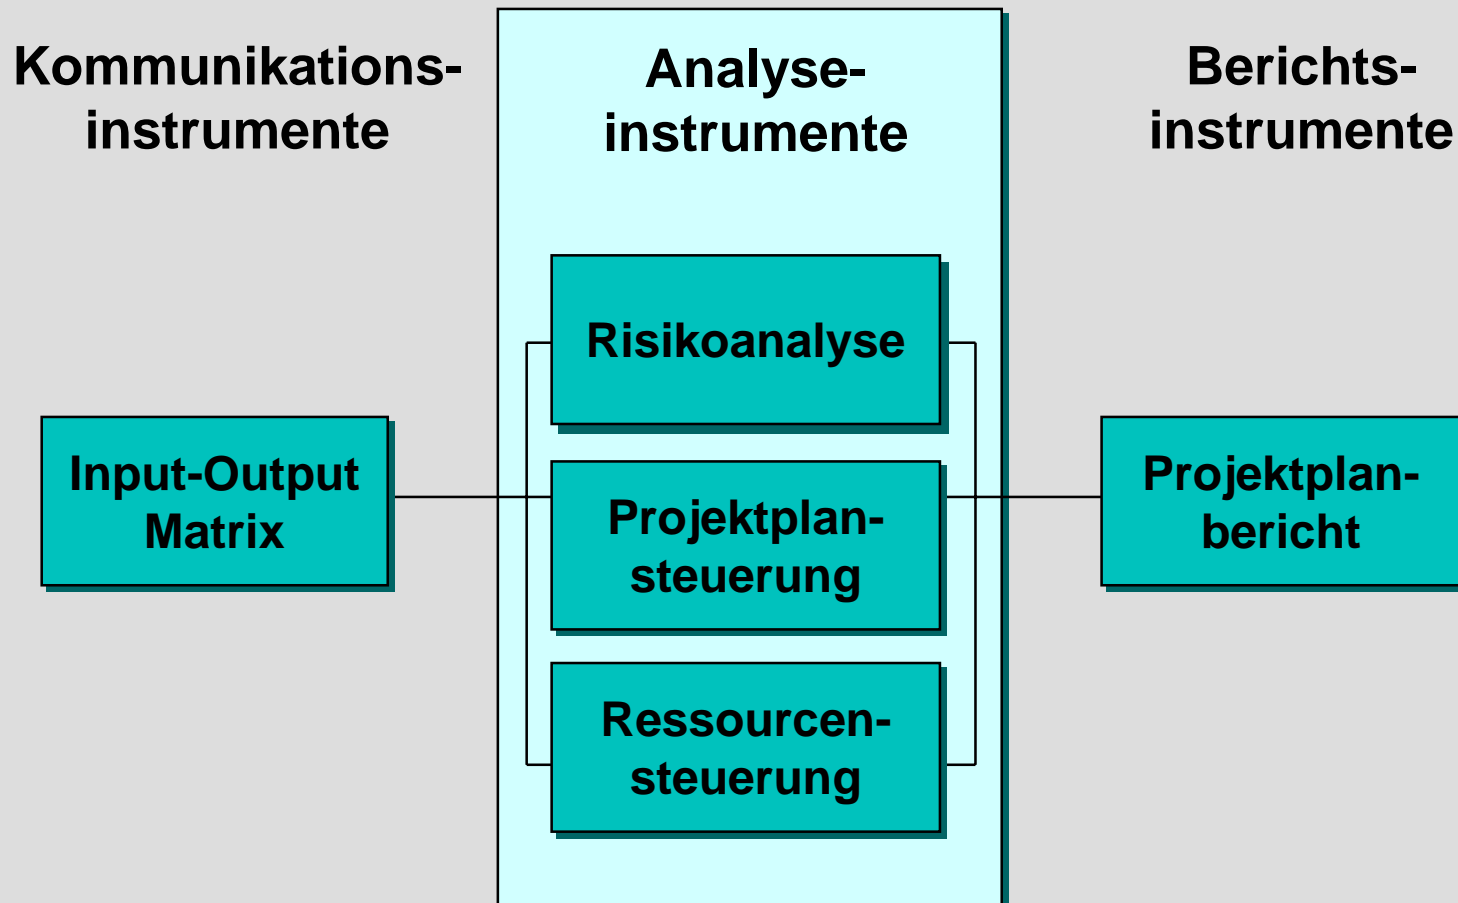 Kommunikations-
instrumente
Analyse-
instrumente
Berichts-
instrumente
Risikoanalyse
Input-Output
Matrix
Projektplan-
steuerung
Projektplan-
bericht
Ressourcen-
steuerung